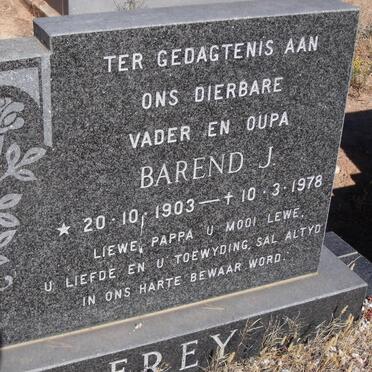 TER GEDAGTENIS AAN
ONS DIERBARE
VADER EN OUPA
BAREND J.
★ 20·10·1903 — † 10·3·1978
LIEWE, PAPPA U MOOI LEWE,
U LIEFDE EN U TOEWYDING, SAL ALTYD
IN ONS HARTE BEWAAR WORD.
EREY